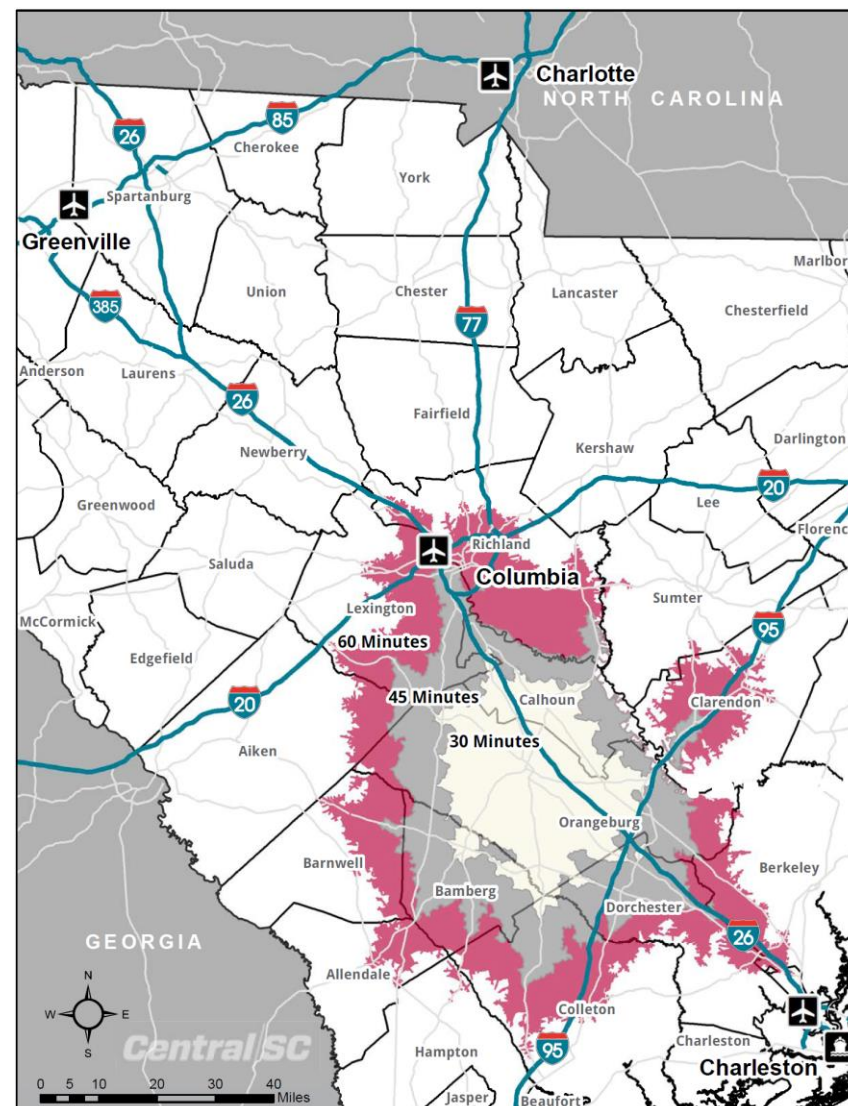 Charlotte
NORTH CAROLINA
85
26
Cherokee
York
Spartanburg
Greenville
Marlbor
Union
Chester
Lancaster
385
Chesterfield
77
Anderson
Laurens
26
Fairfield
Newberry
Kershaw
Darlington
20
Greenwood
Lee
Florenc
Richland
Saluda
Columbia
Sumter
Lexington
McCormick
60 Minutes
95
Edgefield
45 Minutes
Calhoun
Clarendon
20
30 Minutes
Aiken
Orangeburg
Barnwell
Berkeley
Bamberg
Dorchester
26
GEORGIA
Allendale
N
W E
S
Colleton
Central SC
Charleston
95
Hampton
Charleston
0 5 10 20 30 40
Miles
Jasper
Beaufort